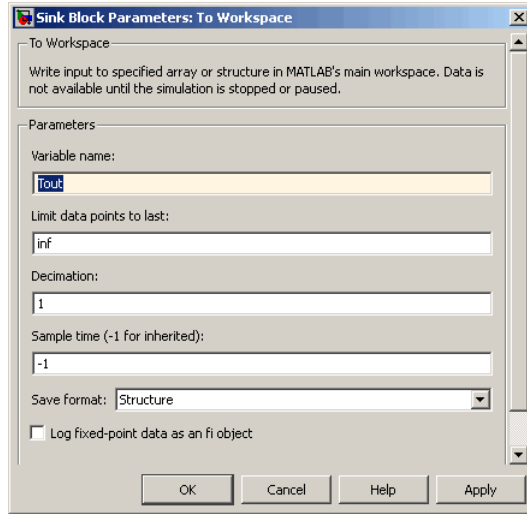 Sink Block Parameters: To Workspace
To Workspace
Write input to specified array or structure in MATLAB's main workspace. Data is
not available until the simulation is stopped or paused.
Parameters
Variable name:
Tout
Limit data points to last:
inf
Decimation:
1
Sample time (-1 for inherited):
-1
Save format: Structure
Log fixed-point data as an fi object
OK Cancel Help Apply